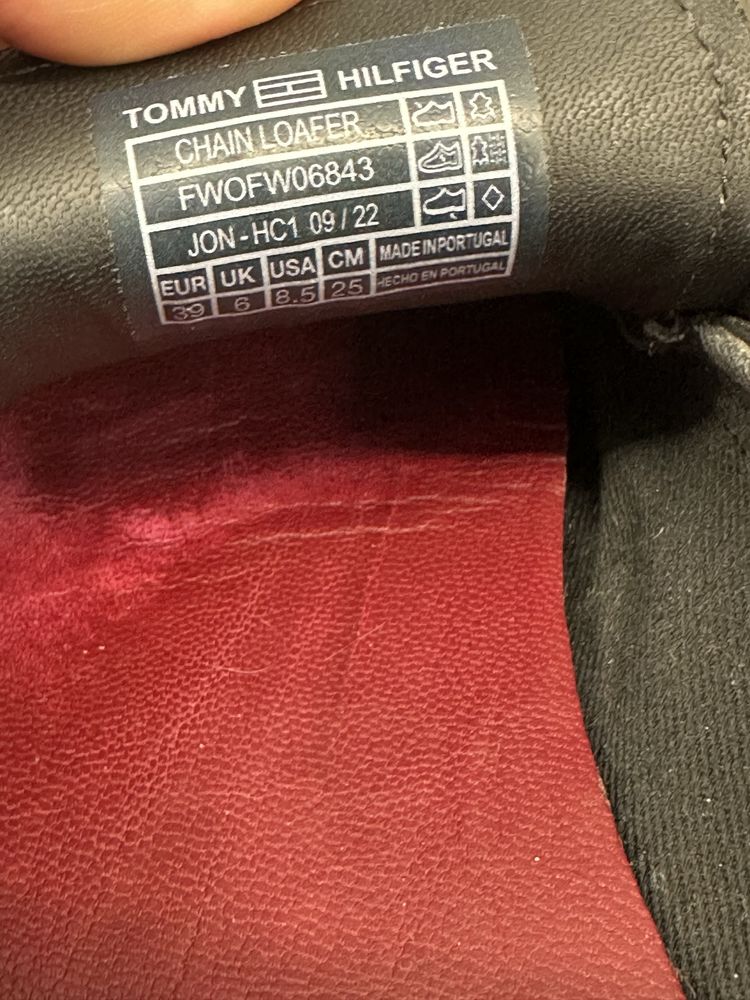 TOMMY HILFIGER
CHAIN LOAFER
FWOFW06843
JON-HC1 09/22
EUR UK USA CM MADE IN PORTUGAL
39 6 8.5 25 HECHO EN PORTUGAL